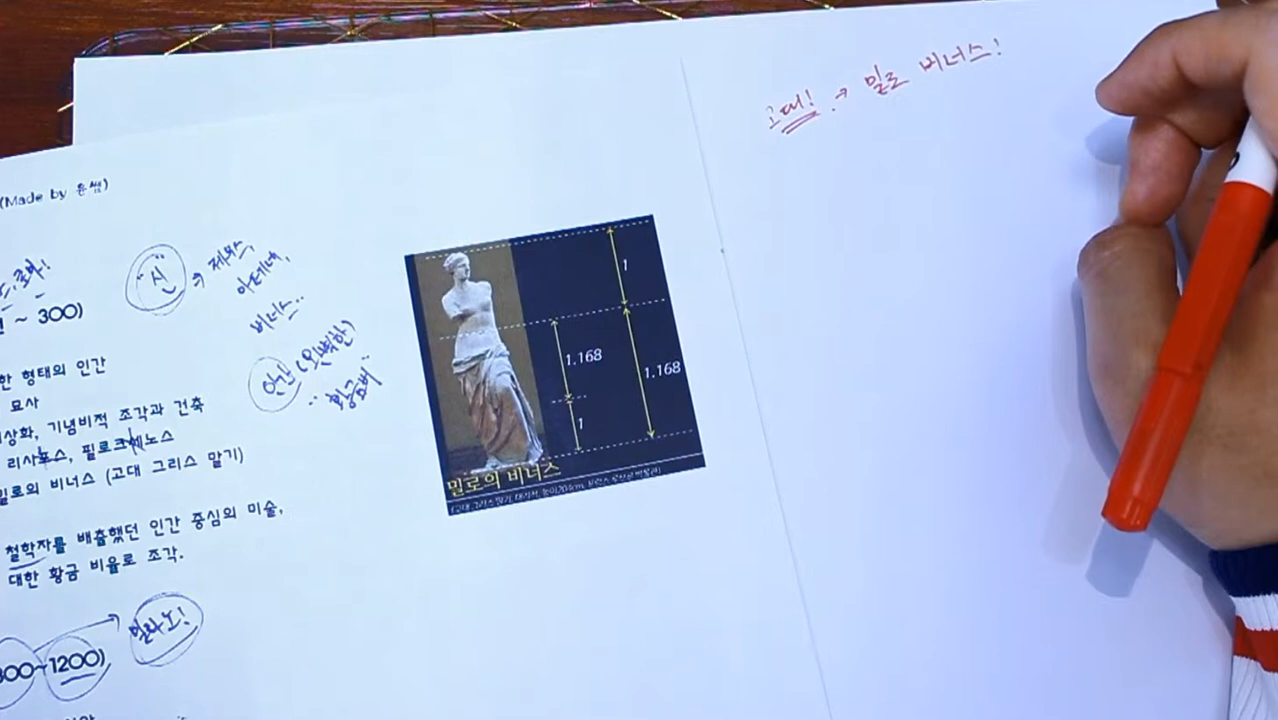 (Made by 윤쌤)
~ 300)
한 형태의 인간
묘사
기상화, 기념비적 조각과 건축
리사포스, 필로크세노스
밀로의 비너스 (고대 그리스 말기)
철학자를 배출했던 인간 중심의 미술,
대한 황금 비율로 조각.
~1200)
"신" → 제우스,
아테네,
비너스..
인간 (완벽한)
"황금비"
밀라노!
1
1.168
1.168
1
밀로의 비너스
고대! → 밀로 비너스!